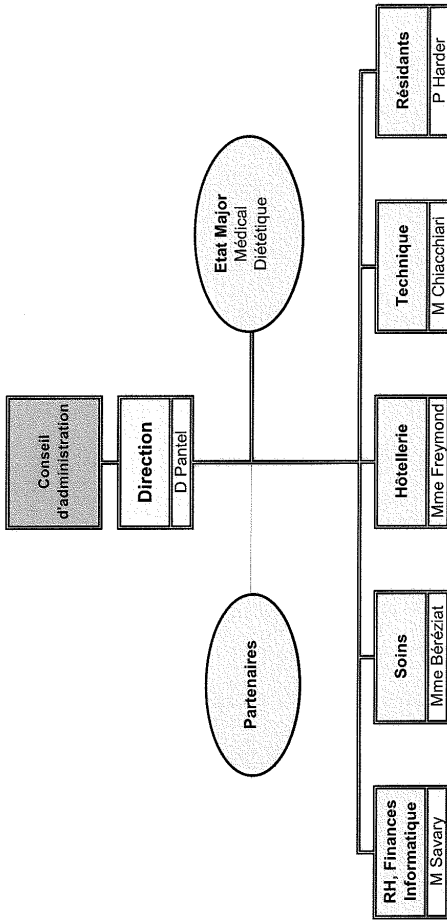 Conseil
d'administration
Direction
D Pantel
Partenaires
Etat Major
Médical
Diététique
RH, Finances
Informatique
M Savary
Soins
Mme Béréziat
Hôtellerie
Mme Freymond
Technique
M Chiacchiari
Résidants
P Harder